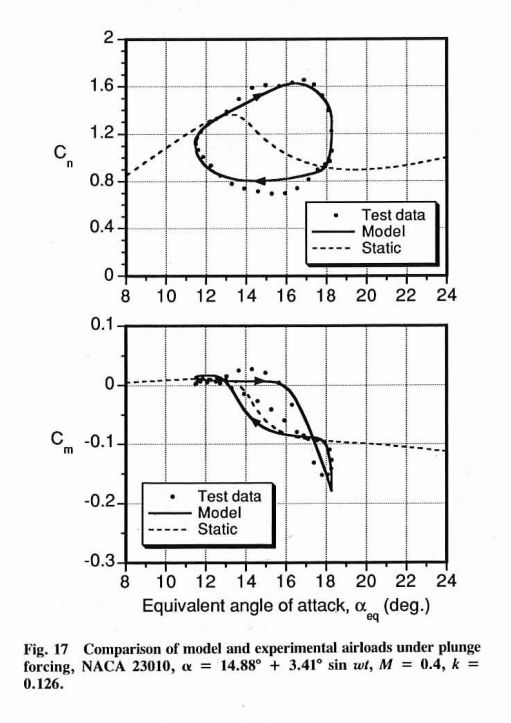 2
1.6
1.2
C n
0.8
0.4
0
Test data
Model
Static
8 10 12 14 16 18 20 22 24
0.1
0
C m
-0.1
-0.2
-0.3
Test data
Model
Static
8 10 12 14 16 18 20 22 24
Equivalent angle of attack, α eq (deg.)
Fig. 17 Comparison of model and experimental airloads under plunge
forcing, NACA 23010, α = 14.88° + 3.41° sin wt, M = 0.4, k =
0.126.